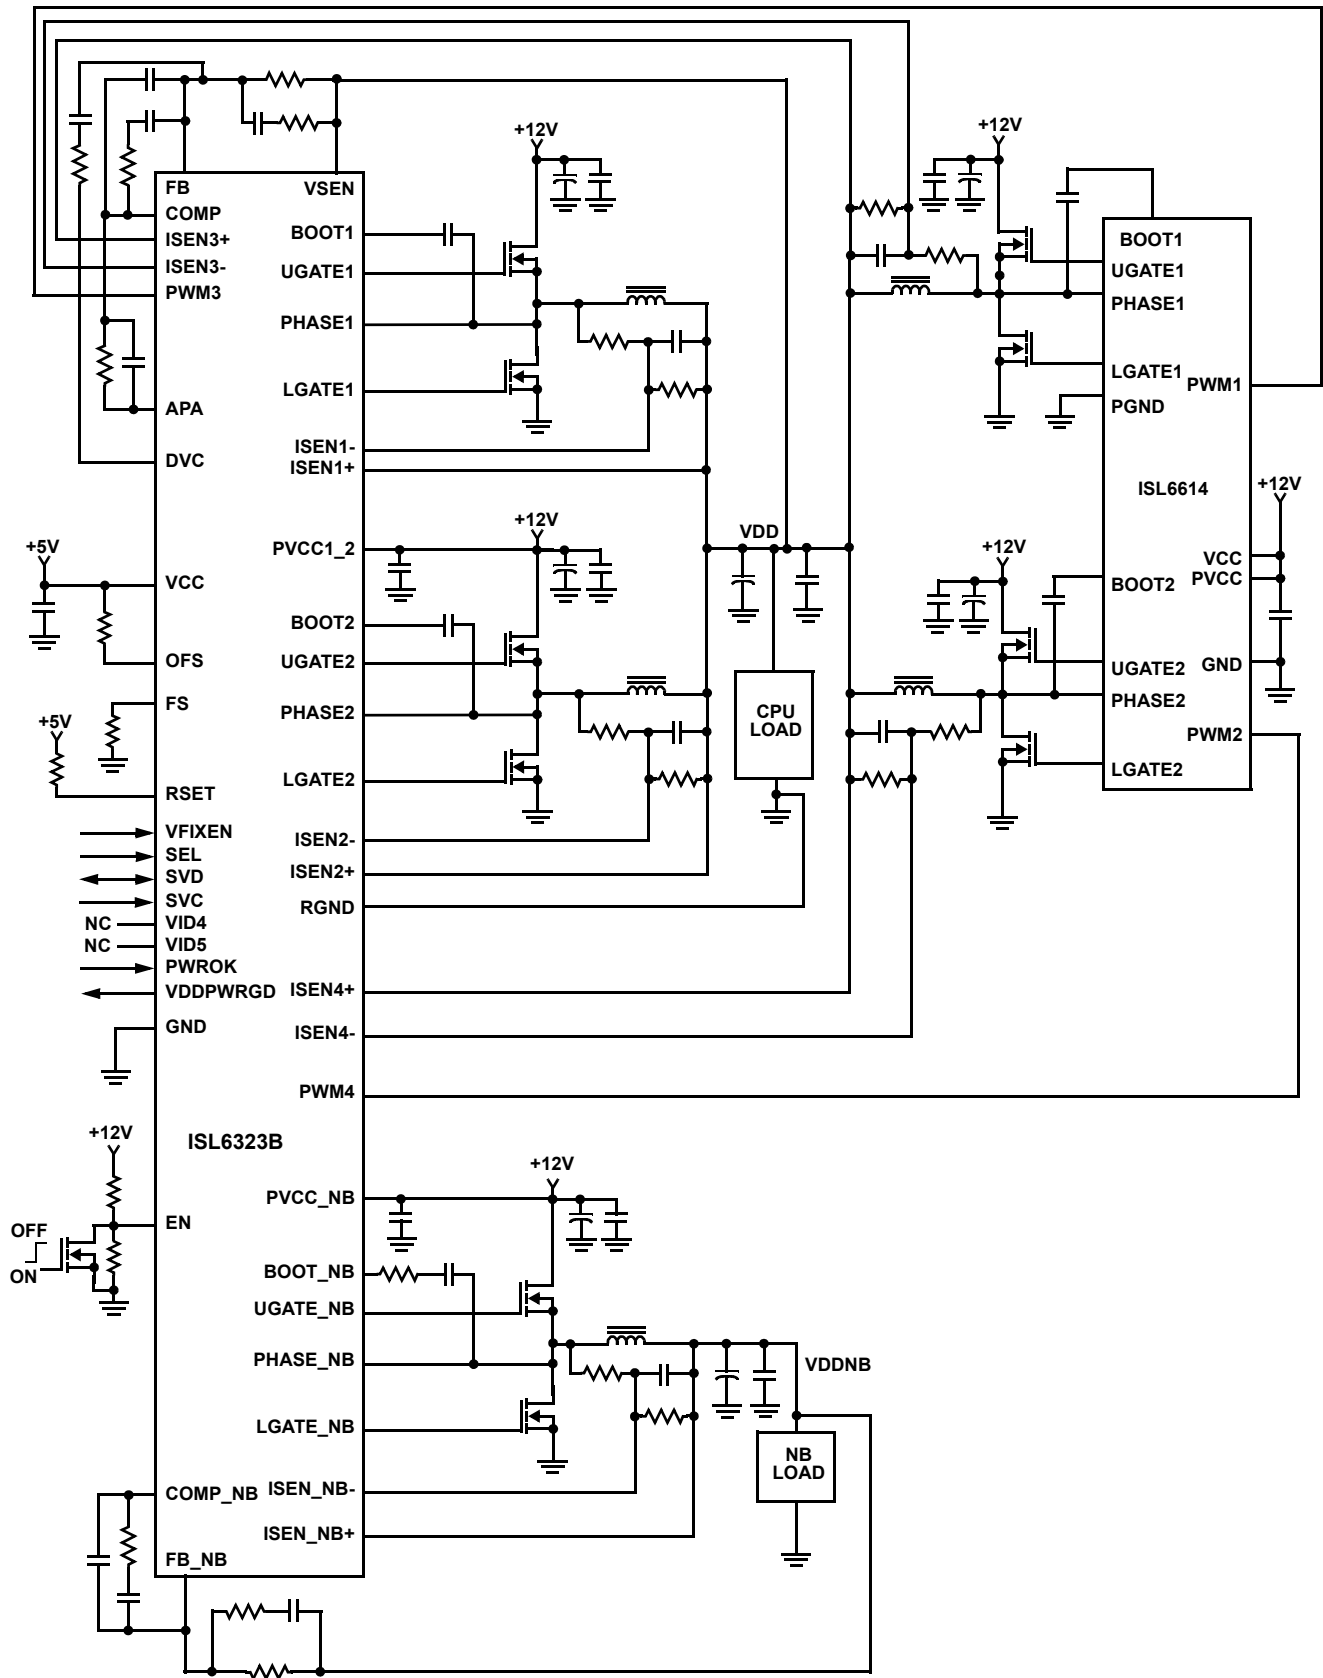 +12V
+12V
FB
VSEN
COMP
ISEN3+
ISEN3-
PWM3
BOOT1
UGATE1
PHASE1
LGATE1
APA
ISEN1-
ISEN1+
DVC
BOOT1
UGATE1
PHASE1
LGATE1
PWM1
PGND
ISL6614
+12V
+5V
VCC
PVCC1_2
+12V
VDD
+12V
VCC
PVCC
BOOT2
BOOT2
UGATE2
OFS
UGATE2
GND
FS
PHASE2
PHASE2
CPU
LOAD
PWM2
+5V
LGATE2
LGATE2
RSET
VFIXEN
SEL
SVD
SVC
NC
VID4
NC
VID5
PWROK
VDDPWRGD
GND
ISEN2-
ISEN2+
RGND
ISEN4+
ISEN4-
PWM4
+12V
ISL6323B
+12V
PVCC_NB
EN
OFF
ON
BOOT_NB
UGATE_NB
PHASE_NB
VDDNB
LGATE_NB
NB
LOAD
COMP_NB
ISEN_NB-
ISEN_NB+
FB_NB